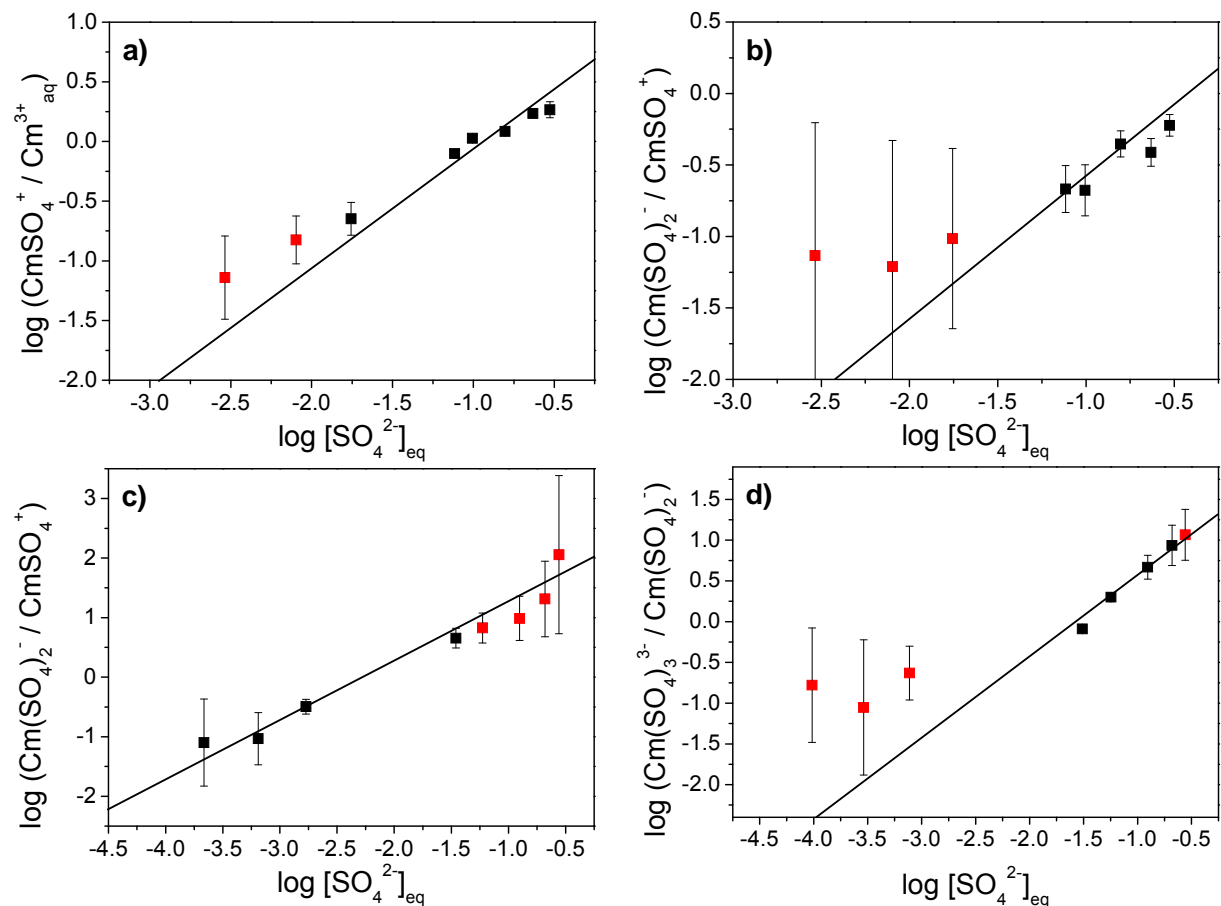 a)
log (CmSO₄⁺ / Cm³⁺aq)
1.0
0.5
0.0
-0.5
-1.0
-1.5
-2.0
-3.0 -2.5 -2.0 -1.5 -1.0 -0.5
log [SO₄²⁻]eq
b)
log (Cm(SO₄)₂⁻ / CmSO₄⁺)
0.5
0.0
-0.5
-1.0
-1.5
-2.0
-3.0 -2.5 -2.0 -1.5 -1.0 -0.5
log [SO₄²⁻]eq
c)
log (Cm(SO₄)₂⁻ / CmSO₄⁺)
3
2
1
0
-1
-2
-4.5 -4.0 -3.5 -3.0 -2.5 -2.0 -1.5 -1.0 -0.5
log [SO₄²⁻]eq
d)
log (Cm(SO₄)₃³⁻ / Cm(SO₄)₂⁻)
1.5
1.0
0.5
0.0
-0.5
-1.0
-1.5
-2.0
-4.5 -4.0 -3.5 -3.0 -2.5 -2.0 -1.5 -1.0 -0.5
log [SO₄²⁻]eq